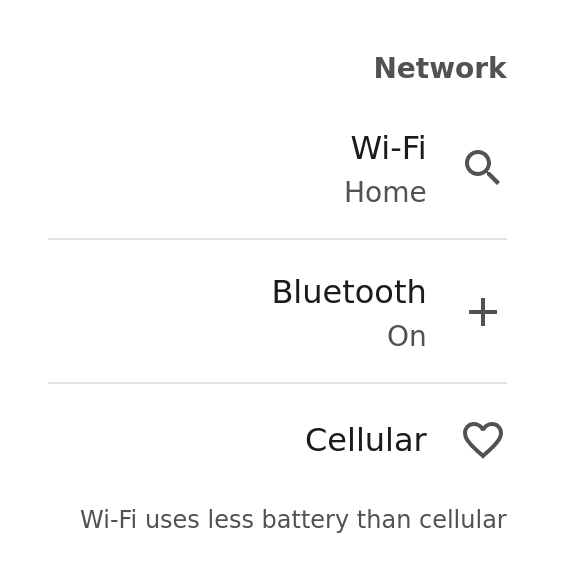 Network
Wi-Fi
Home
Bluetooth
On
Cellular
Wi-Fi uses less battery than cellular